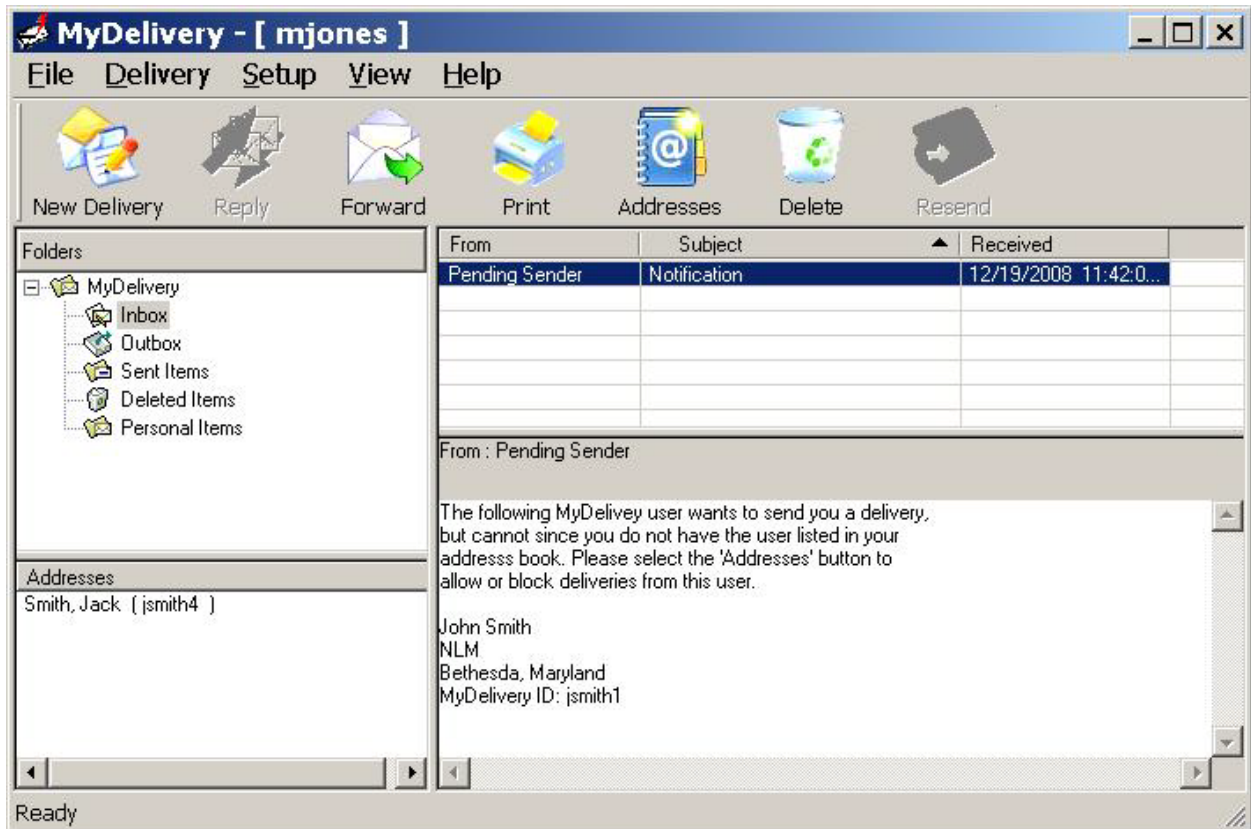 MyDelivery - [ mjones ]
File Delivery Setup View Help
New Delivery Reply Forward Print Addresses Delete Resend
Folders
MyDelivery
Inbox
Outbox
Sent Items
Deleted Items
Personal Items
Addresses
Smith, Jack ( jsmith4 )
From Subject Received
Pending Sender Notification 12/19/2008 11:42:0...
From : Pending Sender
The following MyDelivey user wants to send you a delivery,
but cannot since you do not have the user listed in your
addresss book. Please select the 'Addresses' button to
allow or block deliveries from this user.
John Smith
NLM
Bethesda, Maryland
MyDelivery ID: jsmith1
Ready